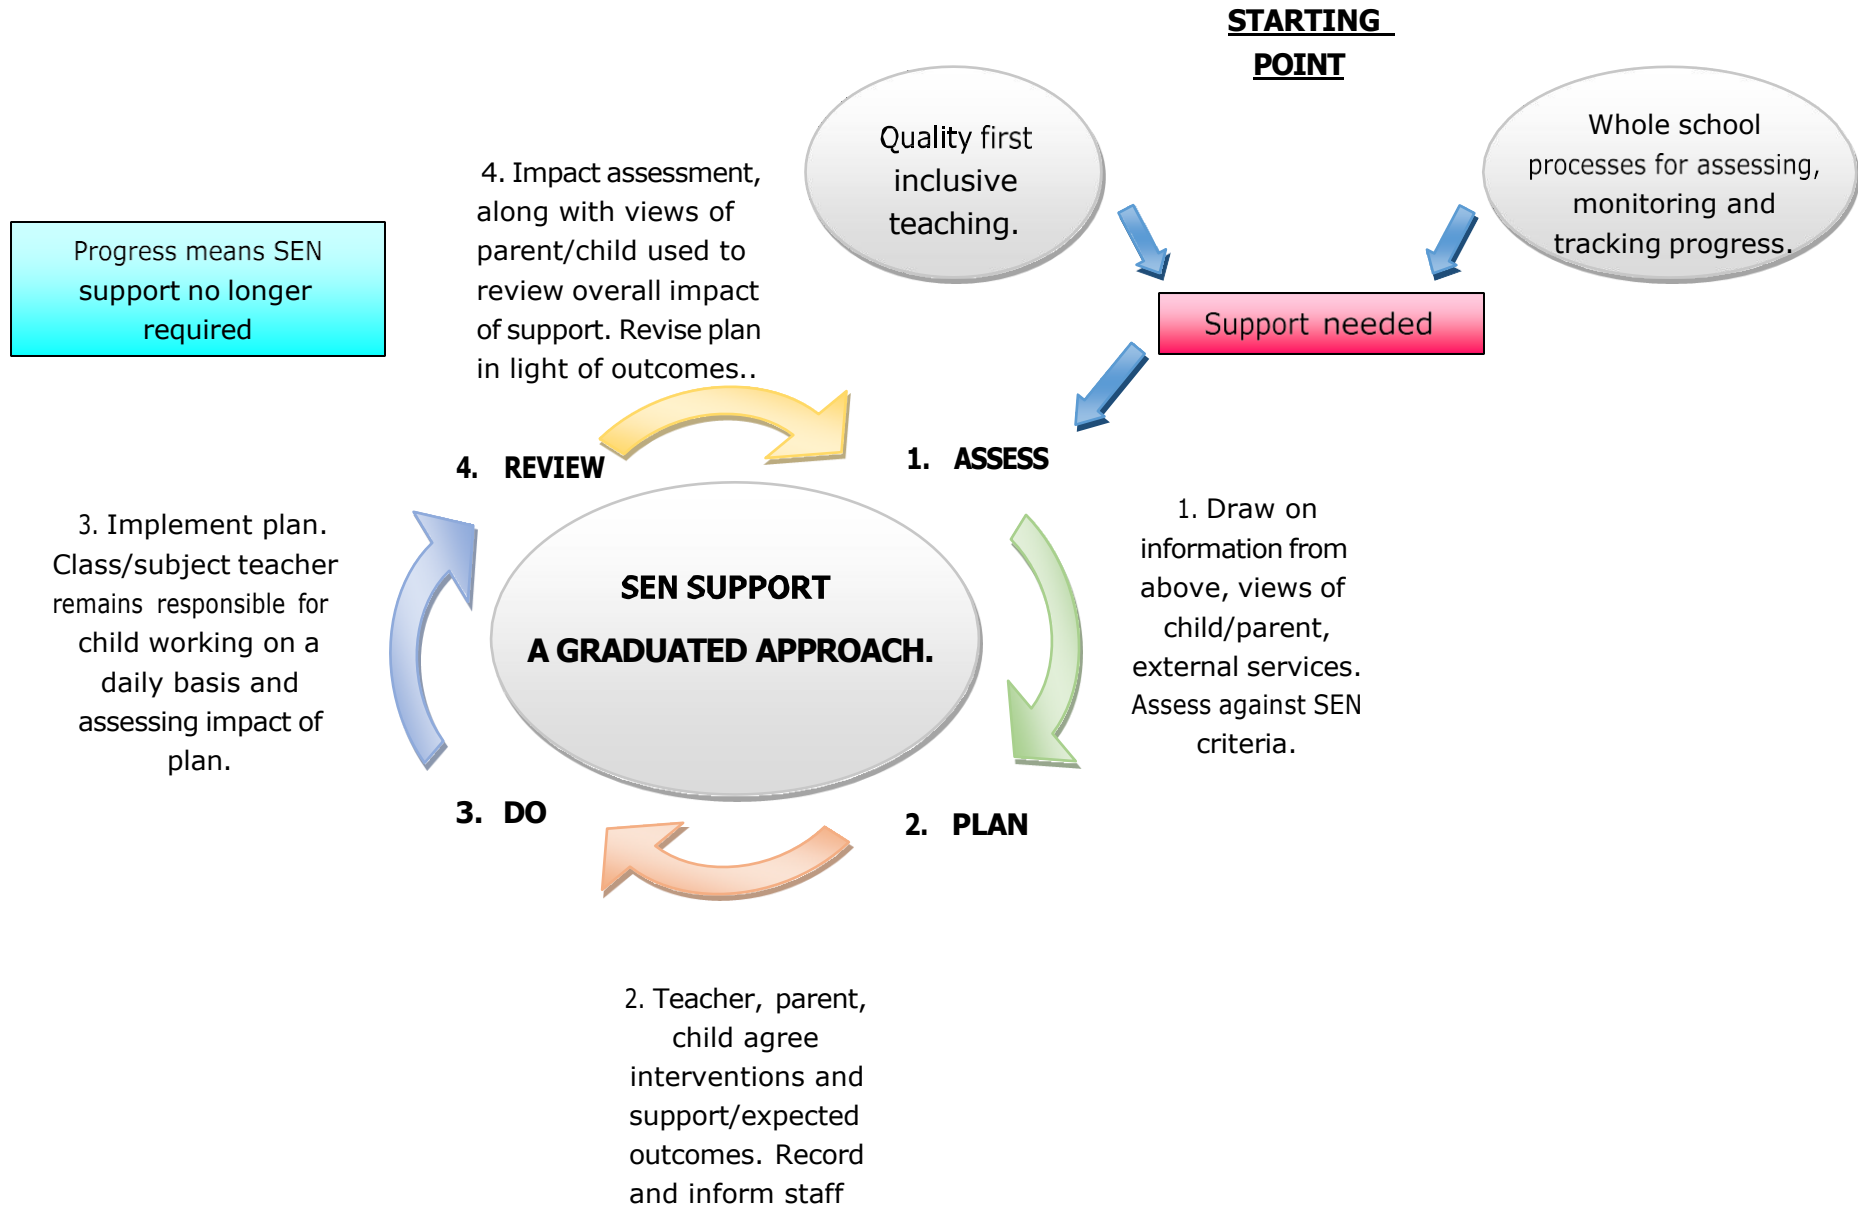 STARTING
POINT
Quality first
inclusive
teaching.
Whole school
processes for assessing,
monitoring and
tracking progress.
Support needed
4. Impact assessment,
along with views of
parent/child used to
review overall impact
of support. Revise plan
in light of outcomes..
Progress means SEN
support no longer
required
4. REVIEW
1. ASSESS
3. Implement plan.
Class/subject teacher
remains responsible for
child working on a
daily basis and
assessing impact of
plan.
SEN SUPPORT
A GRADUATED APPROACH.
1. Draw on
information from
above, views of
child/parent,
external services.
Assess against SEN
criteria.
3. DO
2. PLAN
2. Teacher, parent,
child agree
interventions and
support/expected
outcomes. Record
and inform staff